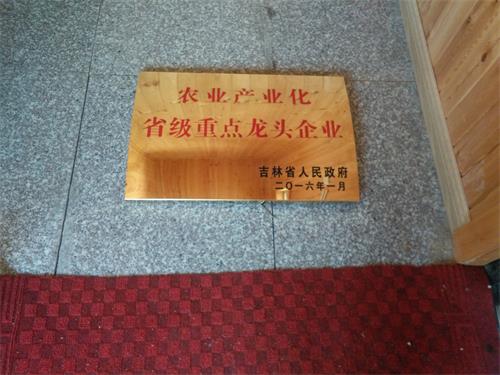 农业产业化
省级重点龙头企业
吉林省人民政府
二〇一六年一月